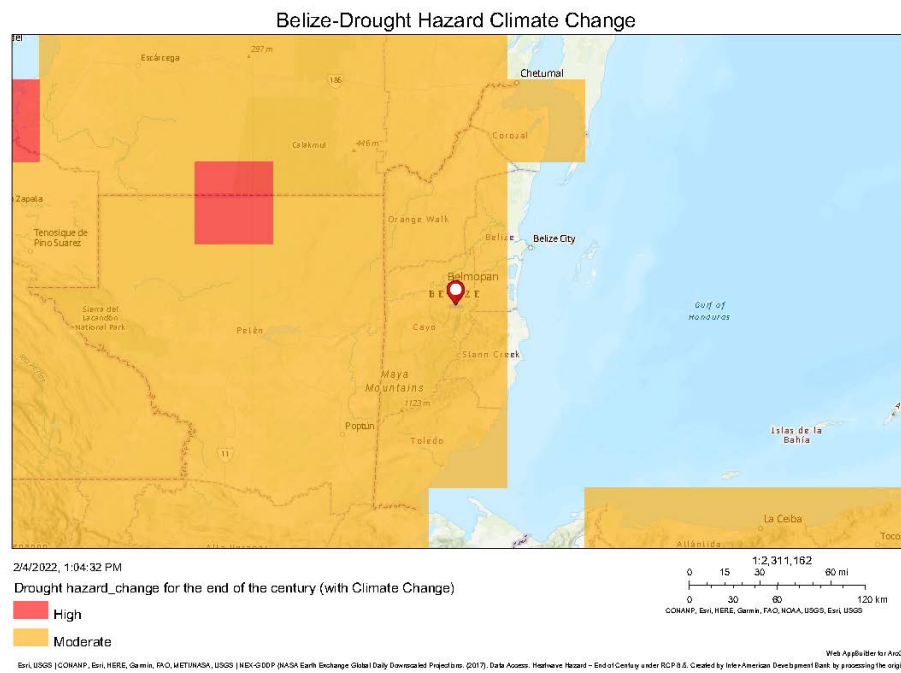 Belize-Drought Hazard Climate Change
Escárcega
297 m
186
Chetumal
Calakmul
446 m
Corozal
Zapala
Orange Walk
Tenosique de
Pino Suarez
Belize
Belize City
Belmopan
BELIZE
Sierra del
Lacandón
National Park
Gulf of
Honduras
Petén
Cayo
Stann Creek
Maya
Mountains
1123 m
Poptún
Islas de la
Bahía
Toledo
11
La Ceiba
Atlántida
Toco
2/4/2022, 1:04:32 PM
Drought hazard_change for the end of the century (with Climate Change)
High
Moderate
1:2,311,162
0 15 30 60 mi
0 30 60 120 km
CONANP, Esri, HERE, Garmin, FAO, NOAA, USGS, Esri, USGS
Web AppBuilder for Arc
Esri, USGS | CONANP, Esri, HERE, Garmin, FAO, METI/NASA, USGS | NEX-GDDP (NASA Earth Exchange Global Daily Downscaled Projections. (2017). Data Access. Heatwave Hazard – End of Century under RCP 8.5. Created by Inter-American Development Bank by processing the origi